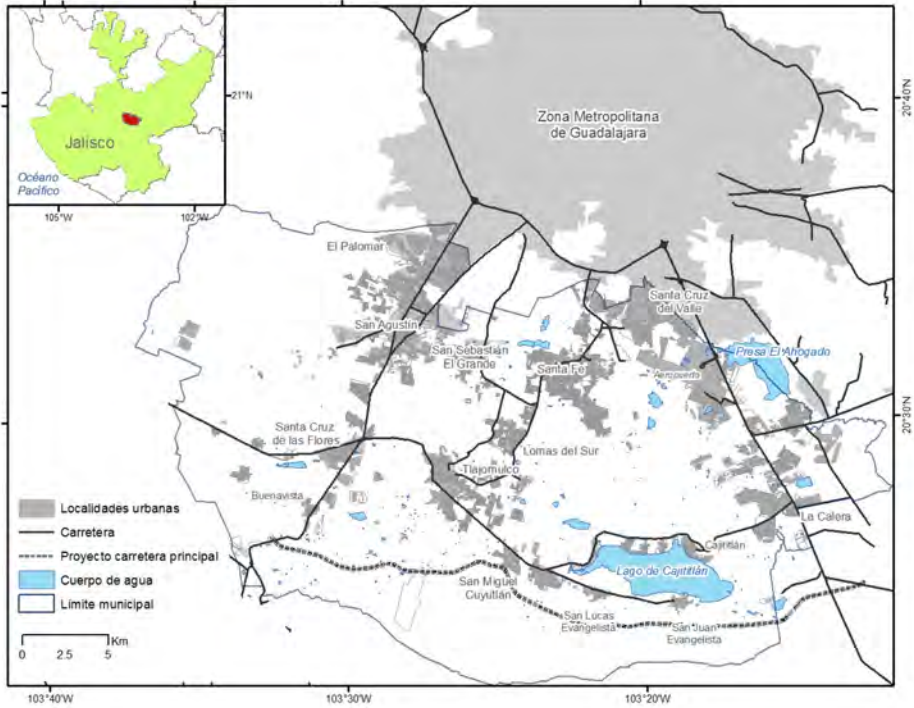 21°N
20°40'N
Zona Metropolitana
de Guadalajara
Jalisco
Océano
Pacífico
105°W
102°W
El Palomar
Santa Cruz
del Valle
San Agustín
San Sebastián
El Grande
Presa El Ahogado
Santa Fe
Aeropuerto
20°30'N
Santa Cruz
de las Flores
Lomas del Sur
Tlajomulco
Buenavista
Localidades urbanas
Carretera
Proyecto carretera principal
Cuerpo de agua
Límite municipal
La Calera
Cajititlán
Lago de Cajititlán
San Miguel
Cuyutlán
San Lucas
Evangelista
San Juan
Evangelista
0 2.5 5
Km
103°40'W
103°30'W
103°20'W